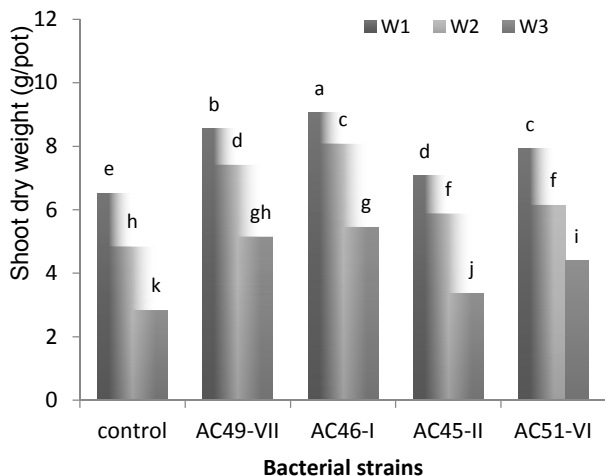 12
10
8
6
4
2
0
Shoot dry weight (g/pot)
W1 W2 W3
e
h
k
b
d
gh
a
c
g
d
f
j
c
f
i
control AC49-VII AC46-I AC45-II AC51-VI
Bacterial strains